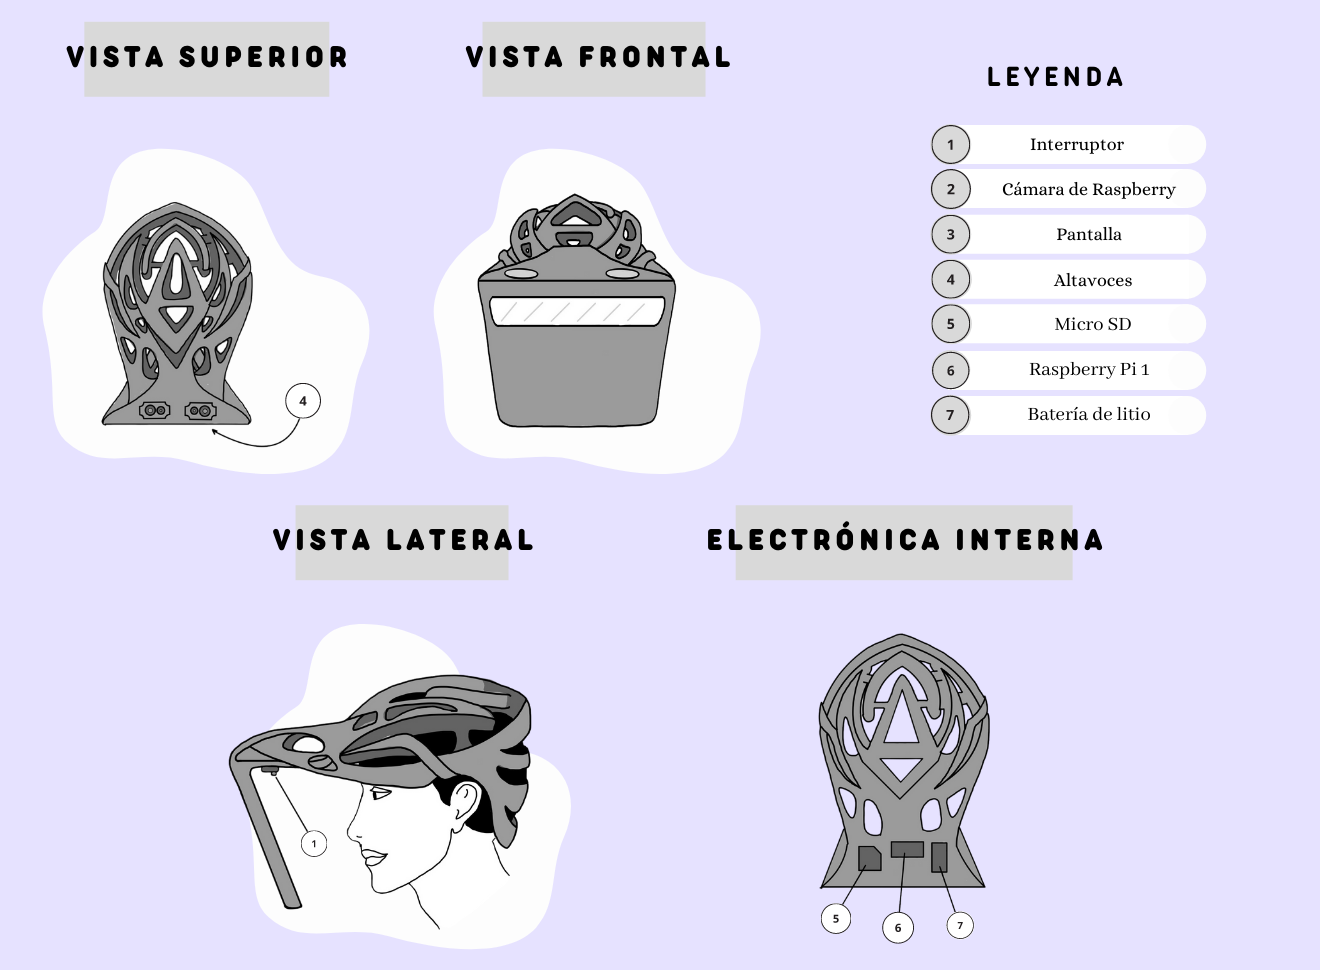 VISTA SUPERIOR
VISTA FRONTAL
LEYENDA
1 Interruptor
2 Cámara de Raspberry
3 Pantalla
4 Altavoces
5 Micro SD
6 Raspberry Pi 1
7 Batería de litio
4
VISTA LATERAL
ELECTRÓNICA INTERNA
1
5
6
7